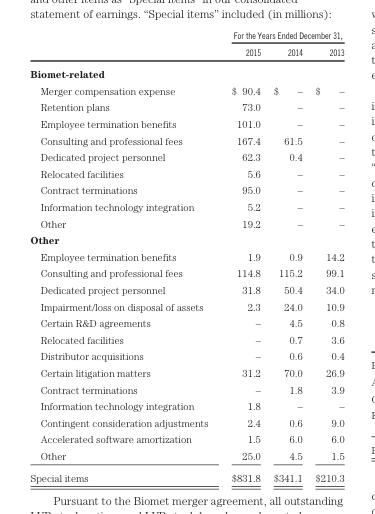 statement of earnings. “Special items” included (in millions):
For the Years Ended December 31,
2015 2014 2013
Biomet-related
Merger compensation expense $ 90.4 $ – $ –
Retention plans 73.0 – –
Employee termination benefits 101.0 – –
Consulting and professional fees 167.4 61.5 –
Dedicated project personnel 62.3 0.4 –
Relocated facilities 5.6 – –
Contract terminations 95.0 – –
Information technology integration 5.2 – –
Other 19.2 – –
Other
Employee termination benefits 1.9 0.9 14.2
Consulting and professional fees 114.8 115.2 99.1
Dedicated project personnel 31.8 50.4 34.0
Impairment/loss on disposal of assets 2.3 24.0 10.9
Certain R&D agreements – 4.5 0.8
Relocated facilities – 0.7 3.6
Distributor acquisitions – 0.6 0.4
Certain litigation matters 31.2 70.0 26.9
Contract terminations – 1.8 3.9
Information technology integration 1.8 – –
Contingent consideration adjustments 2.4 0.6 9.0
Accelerated software amortization 1.5 6.0 6.0
Other 25.0 4.5 1.5
Special items $831.8 $341.1 $210.3
Pursuant to the Biomet merger agreement, all outstanding